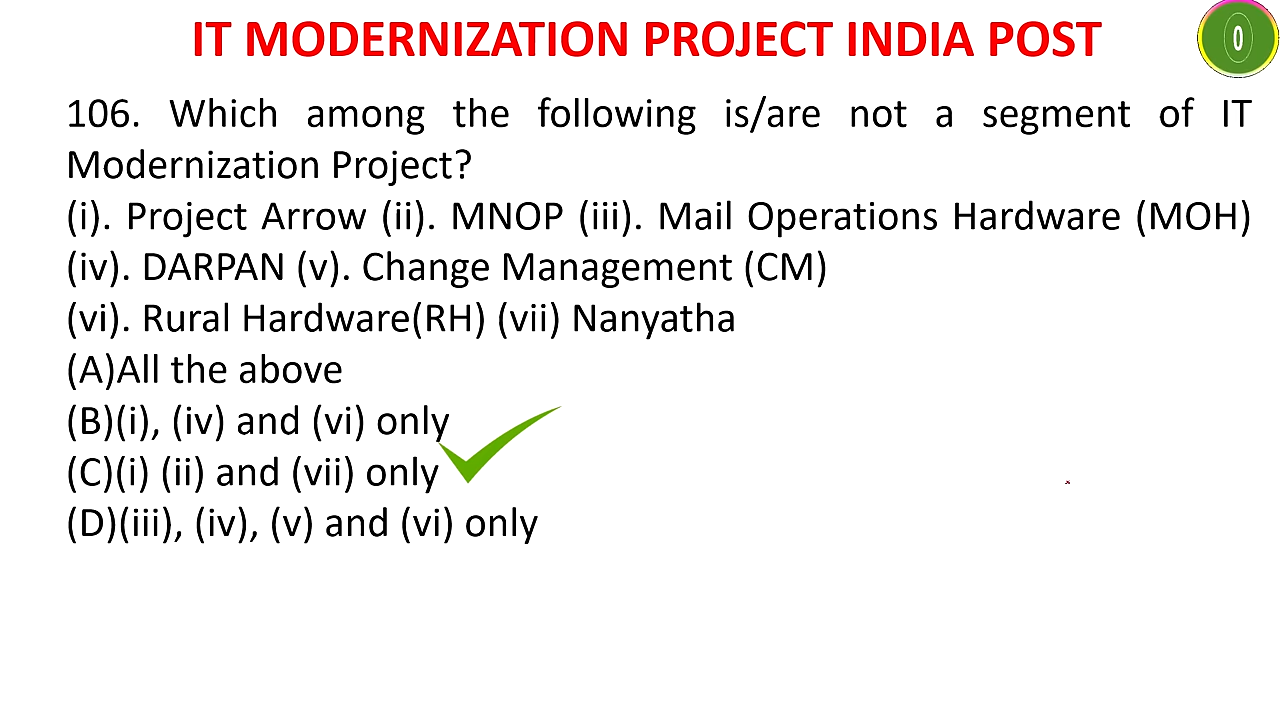 IT MODERNIZATION PROJECT INDIA POST
0
106. Which among the following is/are not a segment of IT
Modernization Project?
(i). Project Arrow (ii). MNOP (iii). Mail Operations Hardware (MOH)
(iv). DARPAN (v). Change Management (CM)
(vi). Rural Hardware(RH) (vii) Nanyatha
(A)All the above
(B)(i), (iv) and (vi) only
(C)(i) (ii) and (vii) only
(D)(iii), (iv), (v) and (vi) only